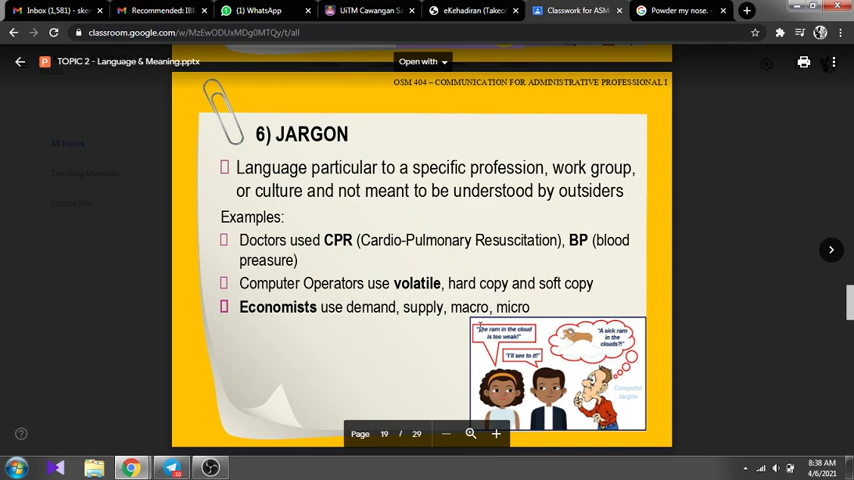 Inbox (1,581) - sker
Recommended: IBM
(1) WhatsApp
UiTM Cawangan Sa
eKehadiran (Takeof
Classwork for ASM
Powder my nose. -
classroom.google.com/w/MzEwODUxMDg0MTQy/t/all
TOPIC 2 - Language & Meaning.pptx
Open with
OSM 404 – COMMUNICATION FOR ADMINISTRATIVE PROFESSIONAL I
6) JARGON
Language particular to a specific profession, work group,
or culture and not meant to be understood by outsiders
Examples:
Doctors used CPR (Cardio-Pulmonary Resuscitation), BP (blood
preasure)
Computer Operators use volatile, hard copy and soft copy
Economists use demand, supply, macro, micro
"The ram in the cloud
is too weak!"
"I'll see to it!"
"A sick ram
in the
clouds?!"
Computer
Jargon
All topics
Teaching Materials
Course Info
Page 19 / 29
8:38 AM
4/6/2021